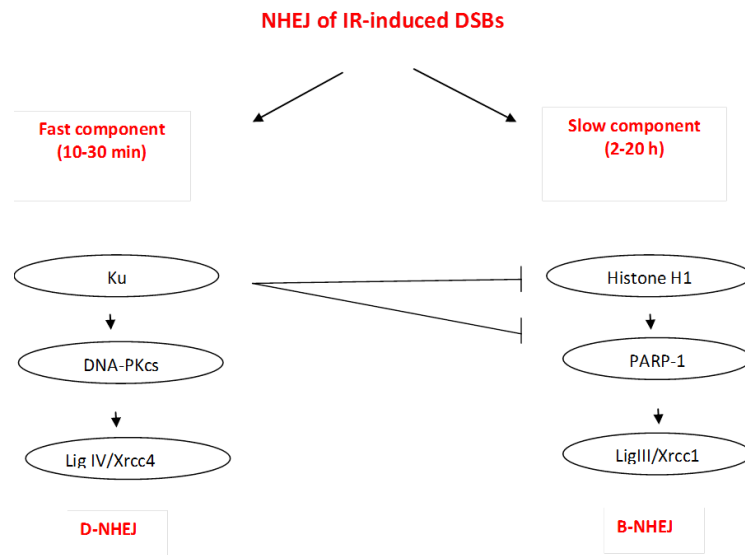 NHEJ of IR-induced DSBs
Fast component
(10-30 min)
Slow component
(2-20 h)
Ku
Histone H1
DNA-PKcs
PARP-1
Lig IV/Xrcc4
LigIII/Xrcc1
D-NHEJ
B-NHEJ